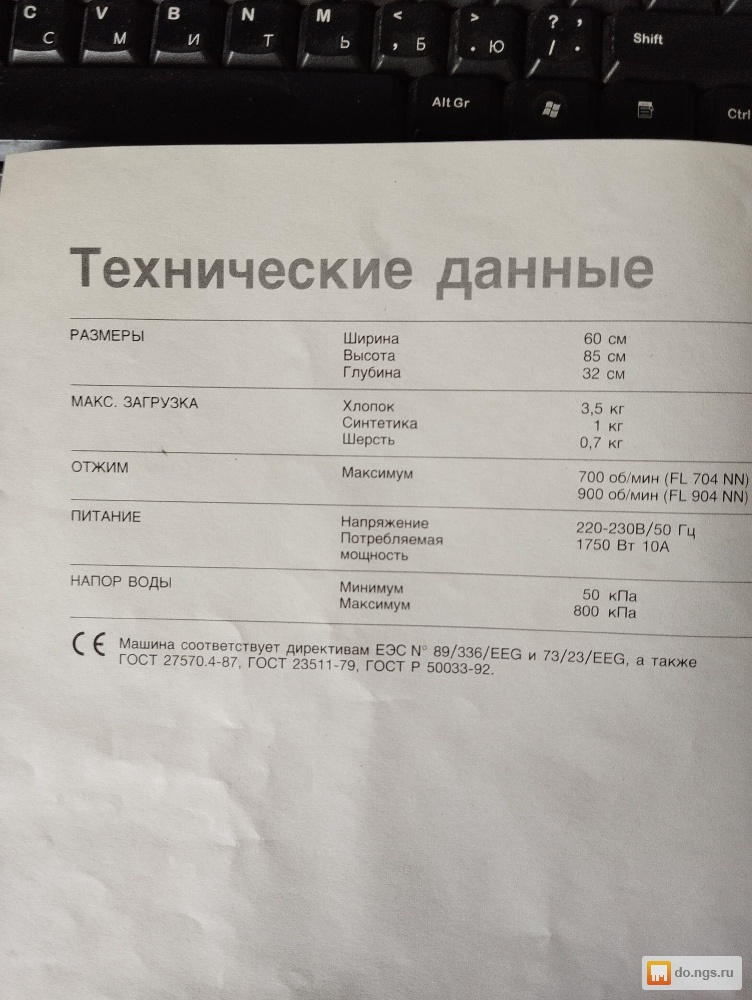 C V B N M < > ? ,
С М И Т Ь , Б . Ю / . Shift
Alt Gr Ctrl
Технические данные
РАЗМЕРЫ Ширина 60 см
Высота 85 см
Глубина 32 см
МАКС. ЗАГРУЗКА Хлопок 3,5 кг
Синтетика 1 кг
Шерсть 0,7 кг
ОТЖИМ Максимум 700 об/мин (FL 704 NN)
900 об/мин (FL 904 NN)
ПИТАНИЕ Напряжение 220-230В/50 Гц
Потребляемая 1750 Вт 10А
мощность
НАПОР ВОДЫ Минимум 50 кПа
Максимум 800 кПа
CE Машина соответствует директивам ЕЭС N° 89/336/EEG и 73/23/EEG, а также
ГОСТ 27570.4-87, ГОСТ 23511-79, ГОСТ Р 50033-92.
do.ngs.ru